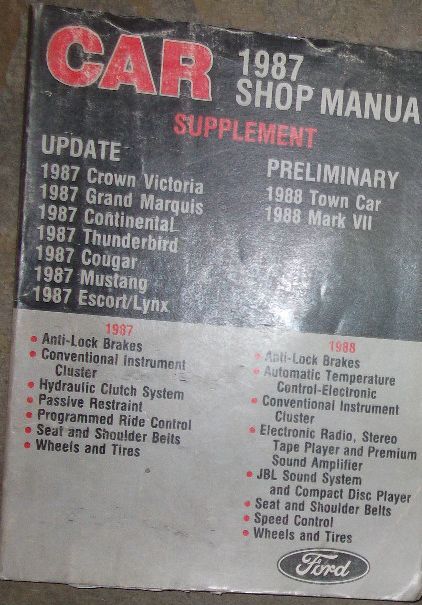 CAR
1987
SHOP MANUA
SUPPLEMENT
UPDATE
1987 Crown Victoria
1987 Grand Marquis
1987 Continental
1987 Thunderbird
1987 Cougar
1987 Mustang
1987 Escort/Lynx
PRELIMINARY
1988 Town Car
1988 Mark VII
1987
• Anti-Lock Brakes
• Conventional Instrument
Cluster
• Hydraulic Clutch System
• Passive Restraint
• Programmed Ride Control
• Seat and Shoulder Belts
• Wheels and Tires
1988
• Anti-Lock Brakes
• Automatic Temperature
Control-Electronic
• Conventional Instrument
Cluster
• Electronic Radio, Stereo
Tape Player and Premium
Sound Amplifier
• JBL Sound System
and Compact Disc Player
• Seat and Shoulder Belts
• Speed Control
• Wheels and Tires
Ford